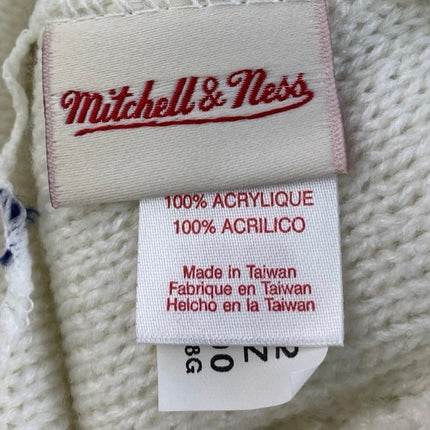 Mitchell & Ness
100% ACRYLIQUE
100% ACRILICO
Made in Taiwan
Fabrique en Taiwan
Helcho en la Taiwan